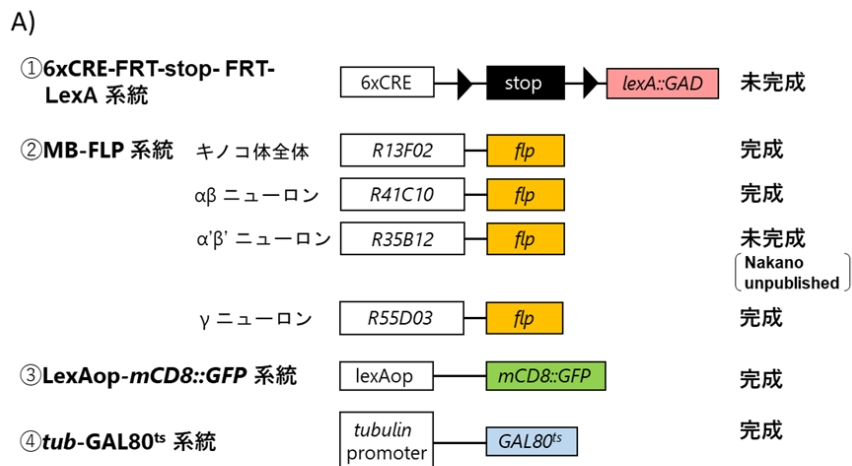 A)
①6xCRE-FRT-stop- FRT-
LexA 系統
6xCRE
stop
lexA::GAD
未完成
②MB-FLP 系統
キノコ体全体
R13F02
flp
完成
αβ ニューロン
R41C10
flp
完成
α'β' ニューロン
R35B12
flp
未完成
Nakano
unpublished
γ ニューロン
R55D03
flp
完成
③LexAop-mCD8::GFP 系統
lexAop
mCD8::GFP
完成
④tub-GAL80ts 系統
tubulin
promoter
GAL80ts
完成